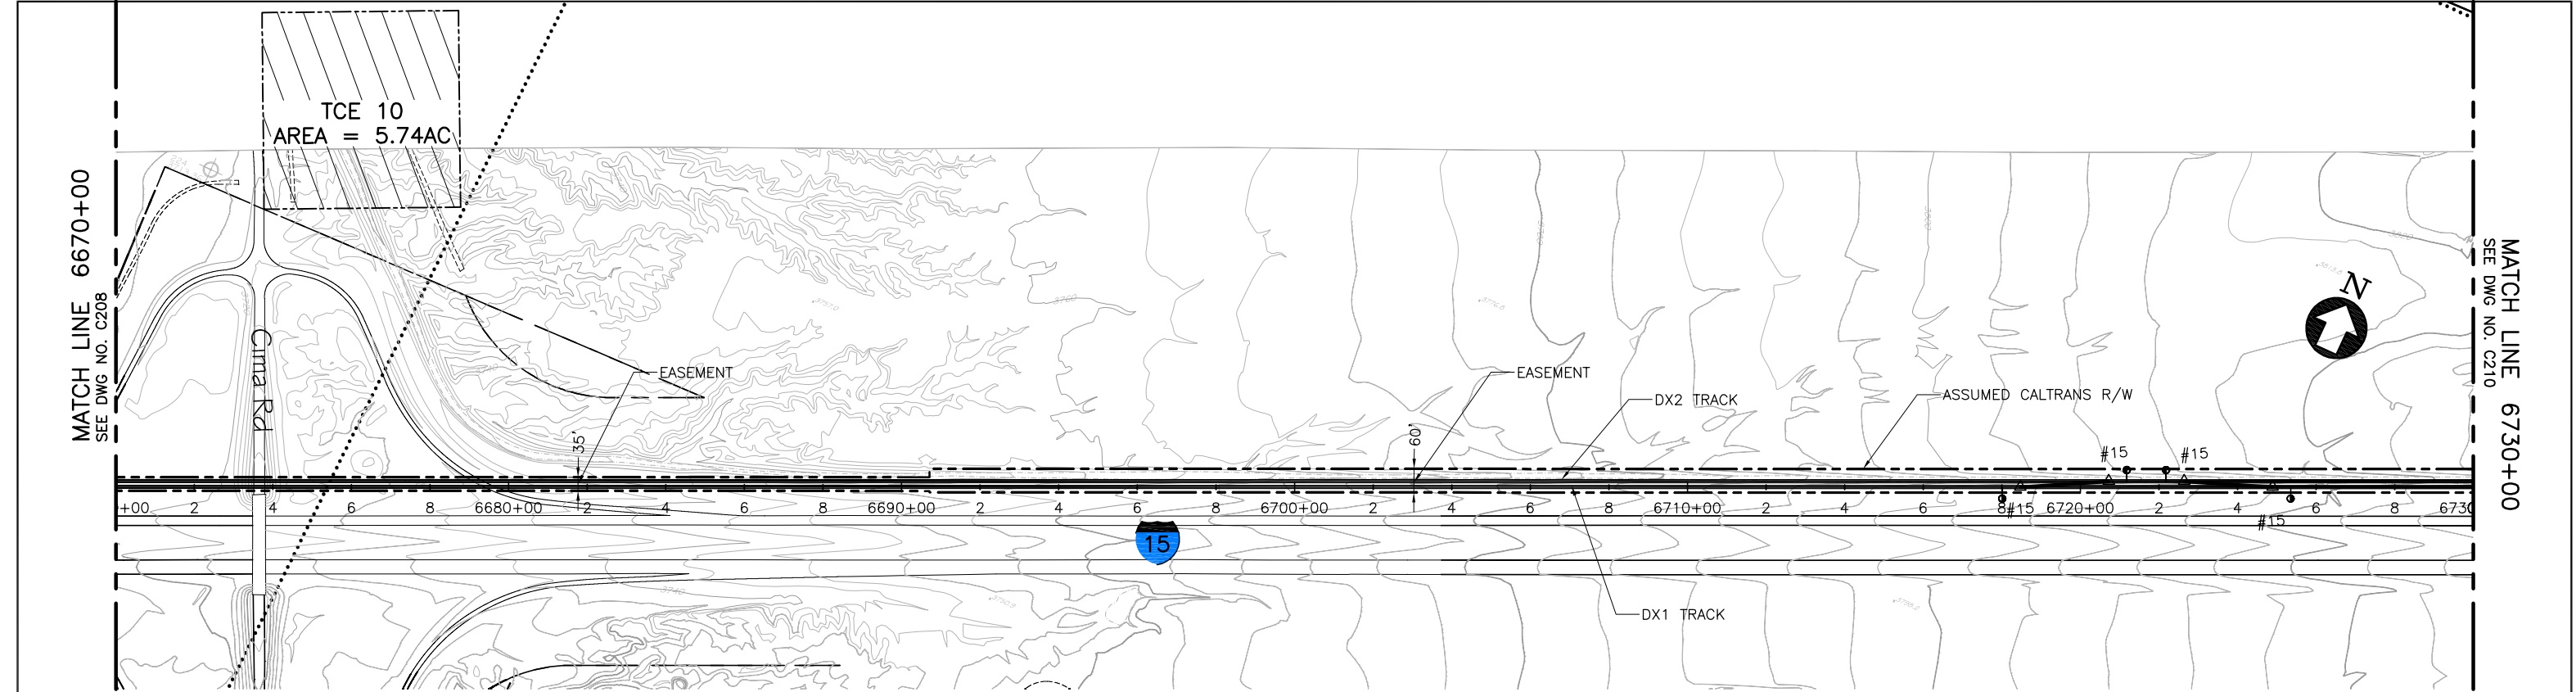 TCE 10
AREA = 5.74AC
MATCH LINE 6670+00
SEE DWG NO. C208
Cima Rd
EASEMENT
35'
EASEMENT
60'
DX2 TRACK
ASSUMED CALTRANS R/W
#15
#15
N
MATCH LINE 6730+00
SEE DWG NO. C210
+00 2 4 6 8 6680+00 2 4 6 8 6690+00 2 4 6 8 6700+00 2 4 6 8 6710+00 2 4 6 8 6720+00 2 4 6 8 6730
#15
#15
15
DX1 TRACK
3760
3740